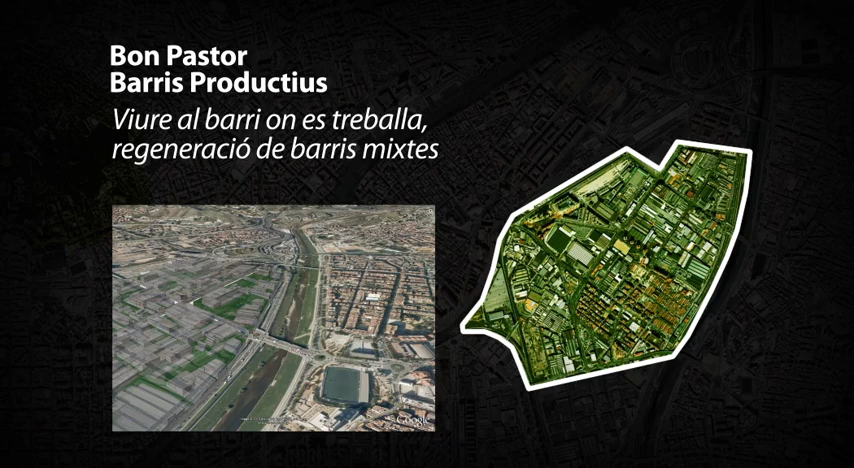 Bon Pastor
Barris Productius
Viure al barri on es treballa,
regeneració de barris mixtes
Google